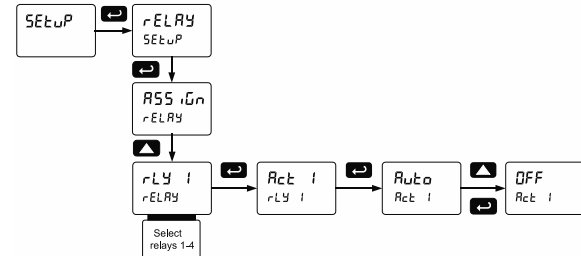 SEtuP
rELAY
SEtuP
ASSiGn
rELAY
rLY 1
rELAY
Act 1
rLY 1
Auto
Act 1
OFF
Act 1
Select
relays 1-4